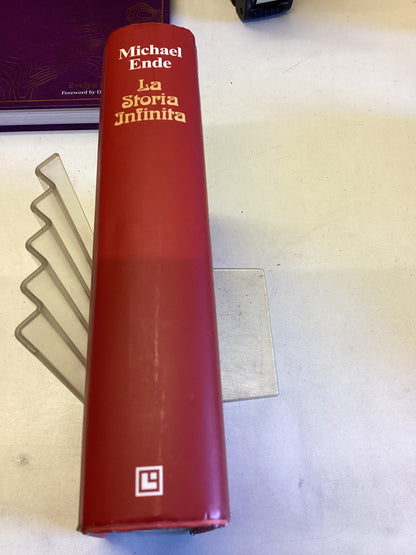 Michael
Ende
La
Storia
Infinita
Foreword by D